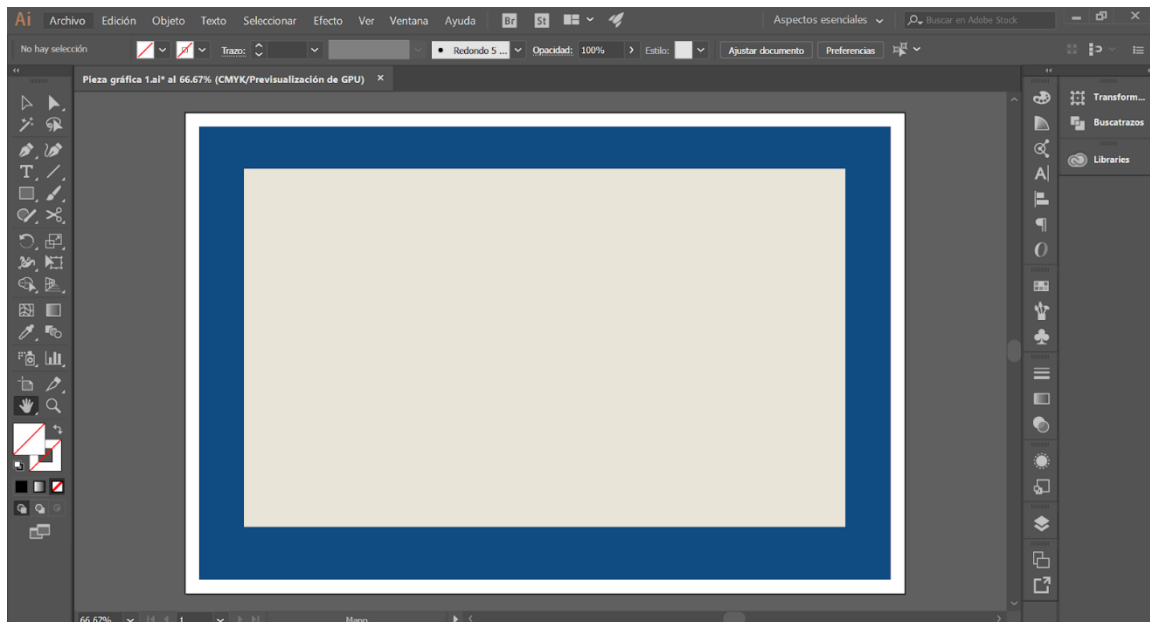 Ai Archivo Edición Objeto Texto Seleccionar Efecto Ver Ventana Ayuda Br St Aspectos esenciales Buscar en Adobe Stock
No hay selección Trazo: Redondo 5 ... Opacidad: 100% Estilo: Ajustar documento Preferencias
Pieza gráfica 1.ai* al 66.67% (CMYK/Previsualización de GPU) ×
Transform...
Buscatrazos
Libraries
66.67% 1 Mano